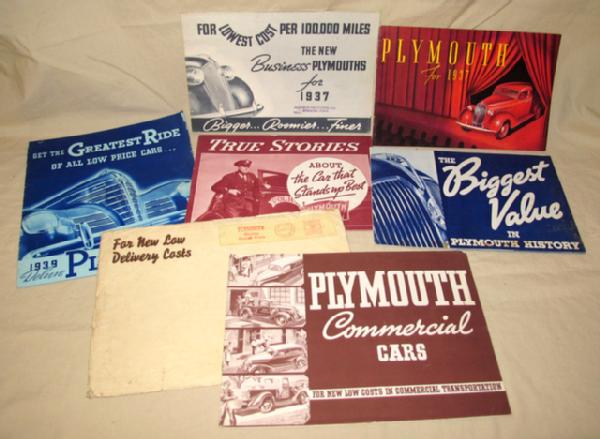 FOR LOWEST COST PER 100,000 MILES
THE NEW
Business PLYMOUTHS
for
1937
Bigger... Roomier... Finer
PLYMOUTH
For 1937
GET THE GREATEST RIDE
OF ALL LOW PRICE CARS...
1939
PL
TRUE STORIES
ABOUT
the Car that
Stands up Best
PLYMOUTH
THE
Biggest
Value
IN
PLYMOUTH HISTORY
For New Low
Delivery Costs
PLYMOUTH
Commercial
CARS
FOR NEW LOW COSTS IN COMMERCIAL TRANSPORTATION